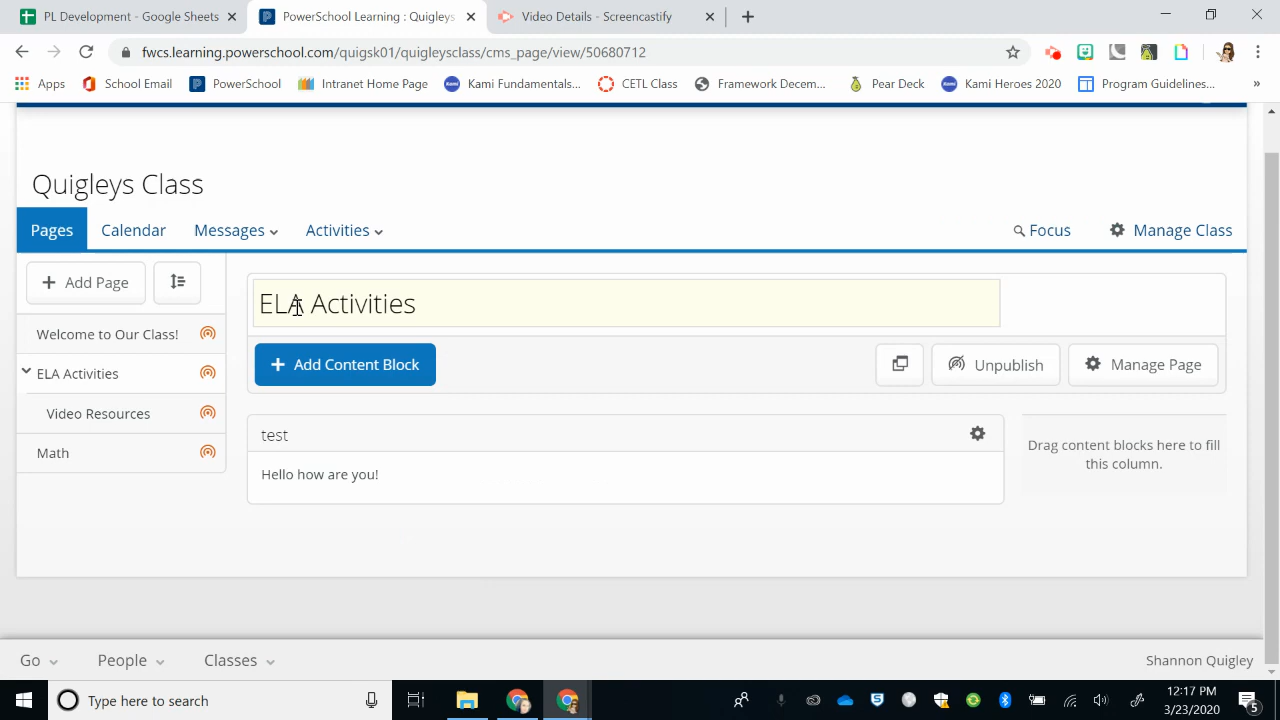 PL Development - Google Sheets
PowerSchool Learning : Quigleys
Video Details - Screencastify
fwcs.learning.powerschool.com/quigsk01/quigleysclass/cms_page/view/50680712
Apps School Email PowerSchool Intranet Home Page Kami Fundamentals... CETL Class Framework Decem... Pear Deck Kami Heroes 2020 Program Guidelines... »
Quigleys Class
Pages Calendar Messages Activities Focus Manage Class
+ Add Page
Welcome to Our Class!
ELA Activities
Video Resources
Math
ELA Activities
+ Add Content Block Unpublish Manage Page
test
Hello how are you!
Drag content blocks here to fill
this column.
Go People Classes Shannon Quigley
Type here to search
12:17 PM
3/23/2020
5